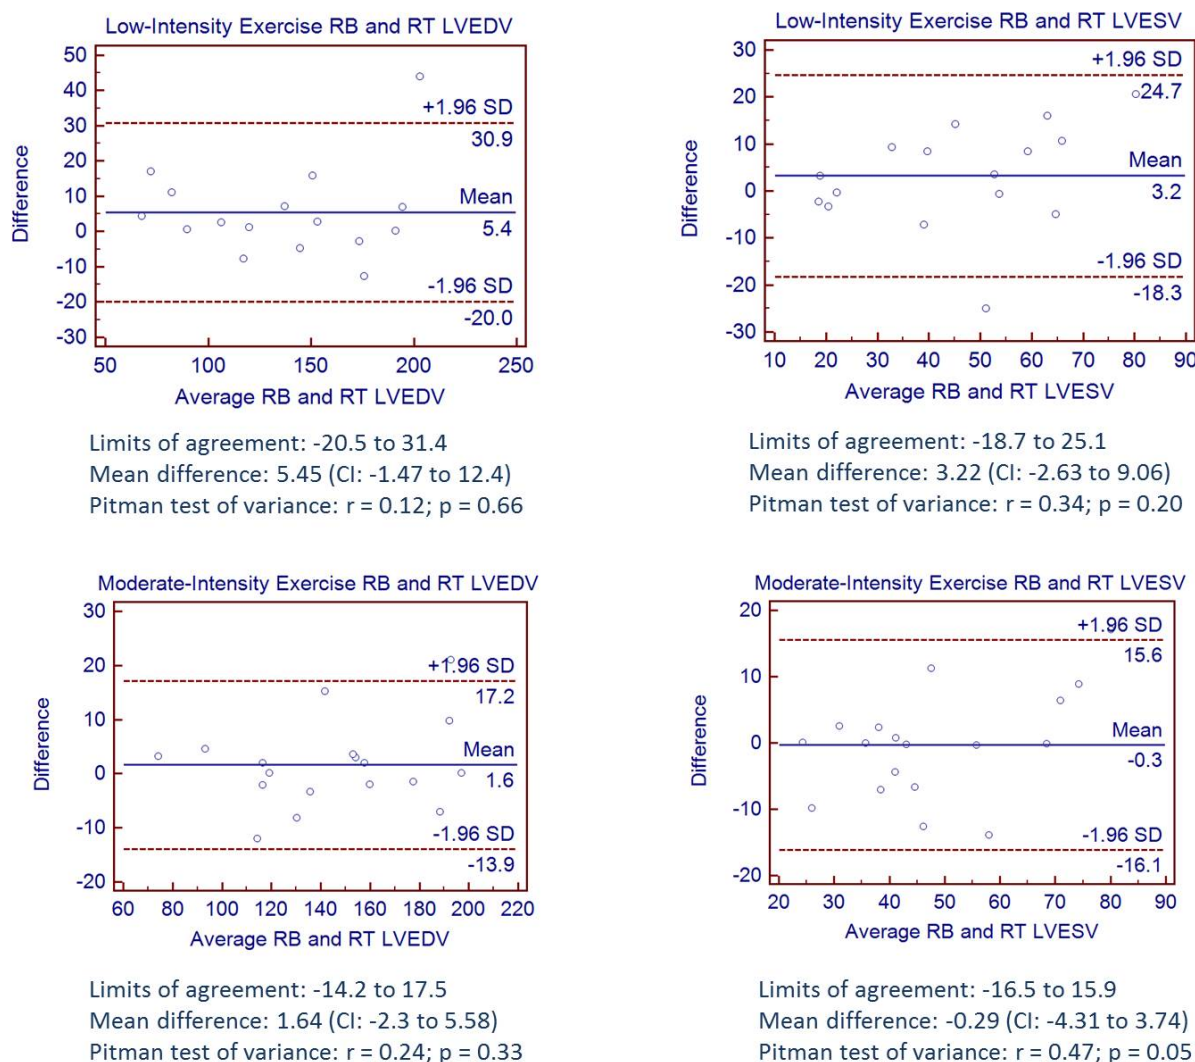 Low-Intensity Exercise RB and RT LVEDV
50
40
30
20
10
0
-10
-20
-30
Difference
+1.96 SD
30.9
Mean
5.4
-1.96 SD
-20.0
50 100 150 200 250
Average RB and RT LVEDV
Limits of agreement: -20.5 to 31.4
Mean difference: 5.45 (CI: -1.47 to 12.4)
Pitman test of variance: r = 0.12; p = 0.66
Low-Intensity Exercise RB and RT LVESV
30
20
10
0
-10
-20
-30
Difference
+1.96 SD
24.7
Mean
3.2
-1.96 SD
-18.3
10 20 30 40 50 60 70 80 90
Average RB and RT LVESV
Limits of agreement: -18.7 to 25.1
Mean difference: 3.22 (CI: -2.63 to 9.06)
Pitman test of variance: r = 0.34; p = 0.20
Moderate-Intensity Exercise RB and RT LVEDV
30
20
10
0
-10
-20
Difference
+1.96 SD
17.2
Mean
1.6
-1.96 SD
-13.9
60 80 100 120 140 160 180 200 220
Average RB and RT LVEDV
Limits of agreement: -14.2 to 17.5
Mean difference: 1.64 (CI: -2.3 to 5.58)
Pitman test of variance: r = 0.24; p = 0.33
Moderate-Intensity Exercise RB and RT LVESV
20
10
0
-10
-20
Difference
+1.96 SD
15.6
Mean
-0.3
-1.96 SD
-16.1
20 30 40 50 60 70 80 90
Average RB and RT LVESV
Limits of agreement: -16.5 to 15.9
Mean difference: -0.29 (CI: -4.31 to 3.74)
Pitman test of variance: r = 0.47; p = 0.05